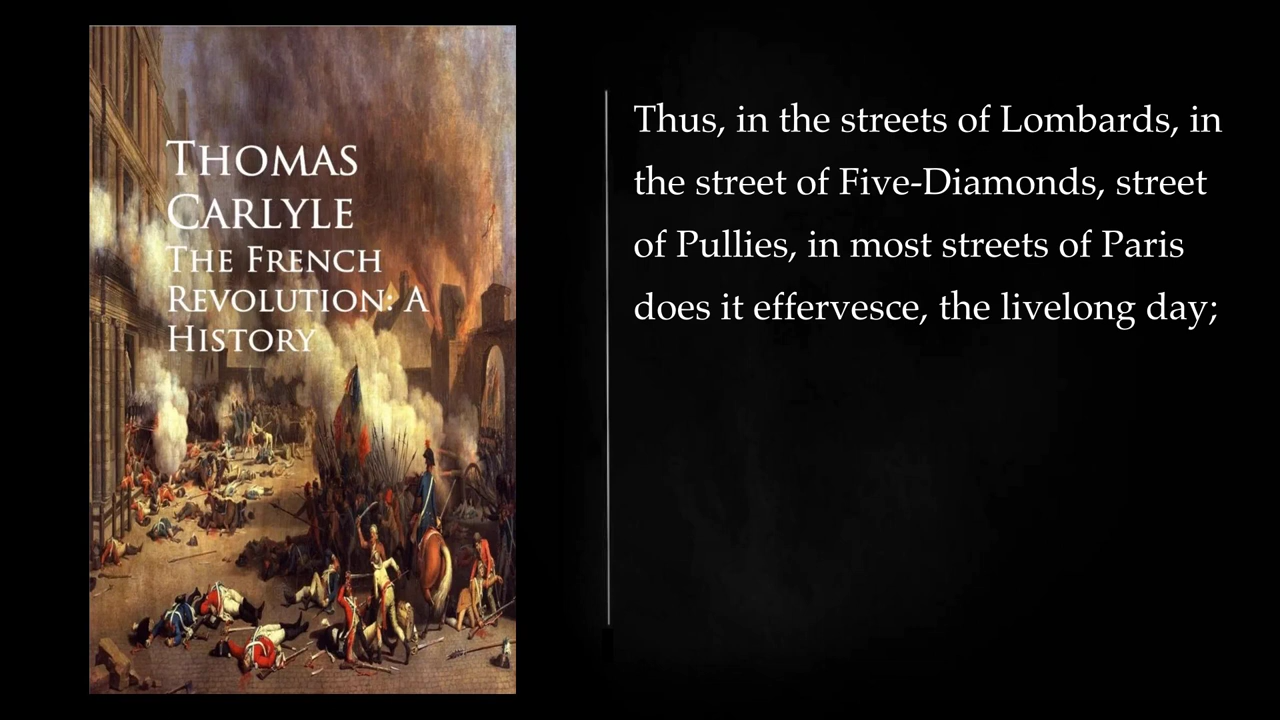 THOMAS
CARLYLE
THE FRENCH
REVOLUTION: A
HISTORY
Thus, in the streets of Lombards, in
the street of Five-Diamonds, street
of Pullies, in most streets of Paris
does it effervesce, the livelong day;